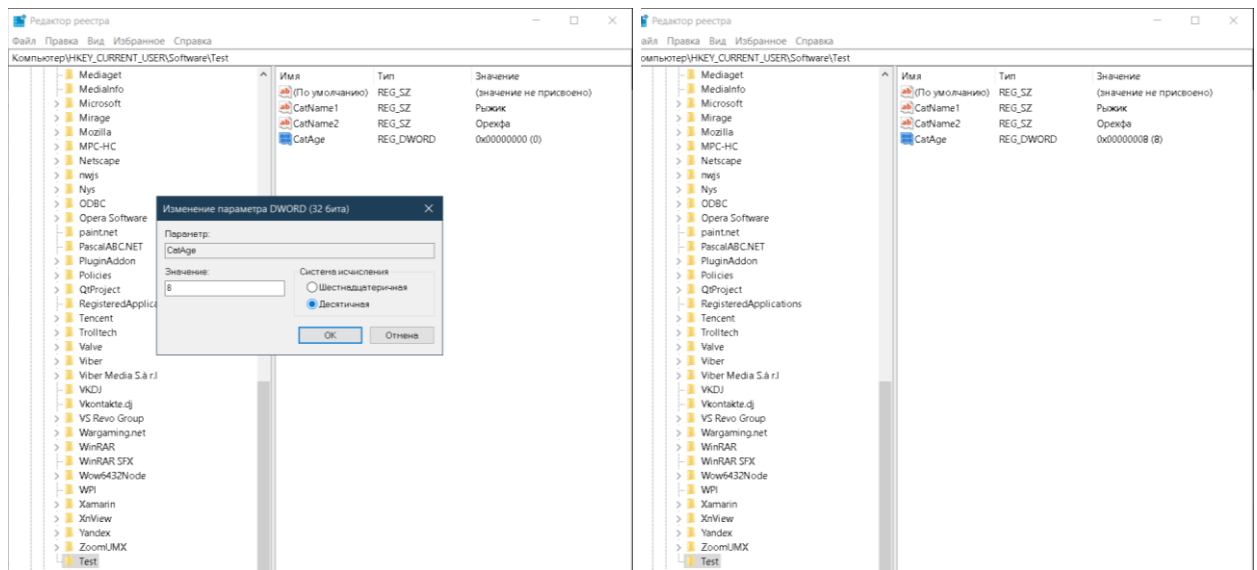 Редактор реестра
Файл Правка Вид Избранное Справка
Компьютер\HKEY_CURRENT_USER\Software\Test
Mediaget
MediaInfo
Microsoft
Mirage
Mozilla
MPC-HC
Netscape
nwjs
Nys
ODBC
Opera Software
paint.net
PascalABC.NET
PluginAddon
Policies
QtProject
RegisteredApplica
Tencent
Trolltech
Valve
Viber
Viber Media S.à r.l
VKDJ
Vkontakte.dj
VS Revo Group
Wargaming.net
WinRAR
WinRAR SFX
Wow6432Node
WPI
Xamarin
XnView
Yandex
ZoomUMX
Test
Имя Тип Значение
(По умолчанию) REG_SZ (значение не присвоено)
CatName1 REG_SZ Рыжик
CatName2 REG_SZ Орехфа
CatAge REG_DWORD 0x00000000 (0)
Изменение параметра DWORD (32 бита)
Параметр:
CatAge
Значение: Система исчисления
8 Шестнадцатеричная
Десятичная
OK Отмена
Редактор реестра
айл Правка Вид Избранное Справка
омпьютер\HKEY_CURRENT_USER\Software\Test
Mediaget
MediaInfo
Microsoft
Mirage
Mozilla
MPC-HC
Netscape
nwjs
Nys
ODBC
Opera Software
paint.net
PascalABC.NET
PluginAddon
Policies
QtProject
RegisteredApplications
Tencent
Trolltech
Valve
Viber
Viber Media S.à r.l
VKDJ
Vkontakte.dj
VS Revo Group
Wargaming.net
WinRAR
WinRAR SFX
Wow6432Node
WPI
Xamarin
XnView
Yandex
ZoomUMX
Test
Имя Тип Значение
(По умолчанию) REG_SZ (значение не присвоено)
CatName1 REG_SZ Рыжик
CatName2 REG_SZ Орехфа
CatAge REG_DWORD 0x00000008 (8)